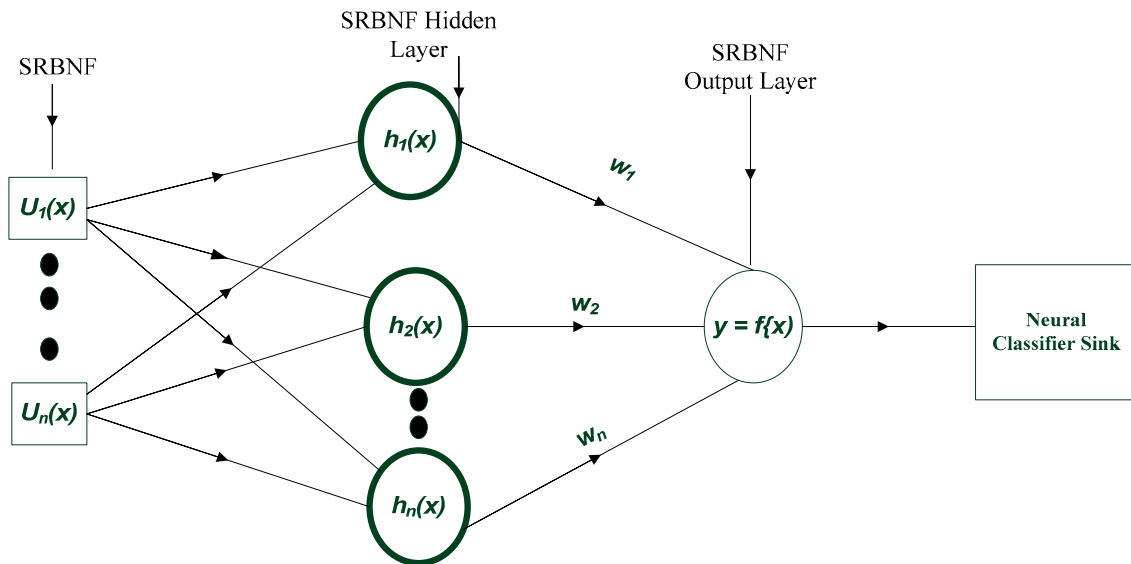 SRBNF
SRBNF Hidden
Layer
SRBNF
Output Layer
U₁(x)
Uₙ(x)
h₁(x)
h₂(x)
hₙ(x)
w₁
w₂
wₙ
y = f{x)
Neural
Classifier Sink